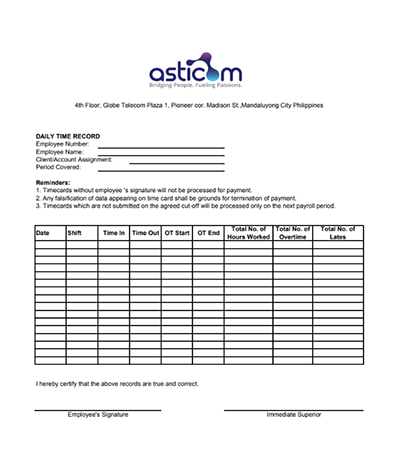 asticom
Bridging People. Fueling Passions.
4th Floor, Globe Telecom Plaza 1, Pioneer cor. Madison St.,Mandaluyong City Philippines
DAILY TIME RECORD
Employee Number:
Employee Name:
Client/Account Assignment:
Period Covered:
Reminders:
1. Timecards without employee 's signature will not be processed for payment.
2. Any falsification of data appearing on time card shall be grounds for termination of payment.
3. Timecards which are not submitted on the agreed cut-off will be processed only on the next payroll period.
Date Shift Time In Time Out OT Start OT End Total No. of Hours Worked Total No. of Overtime Total No. of Lates
I hereby certify that the above records are true and correct.
Employee's Signature Immediate Superior